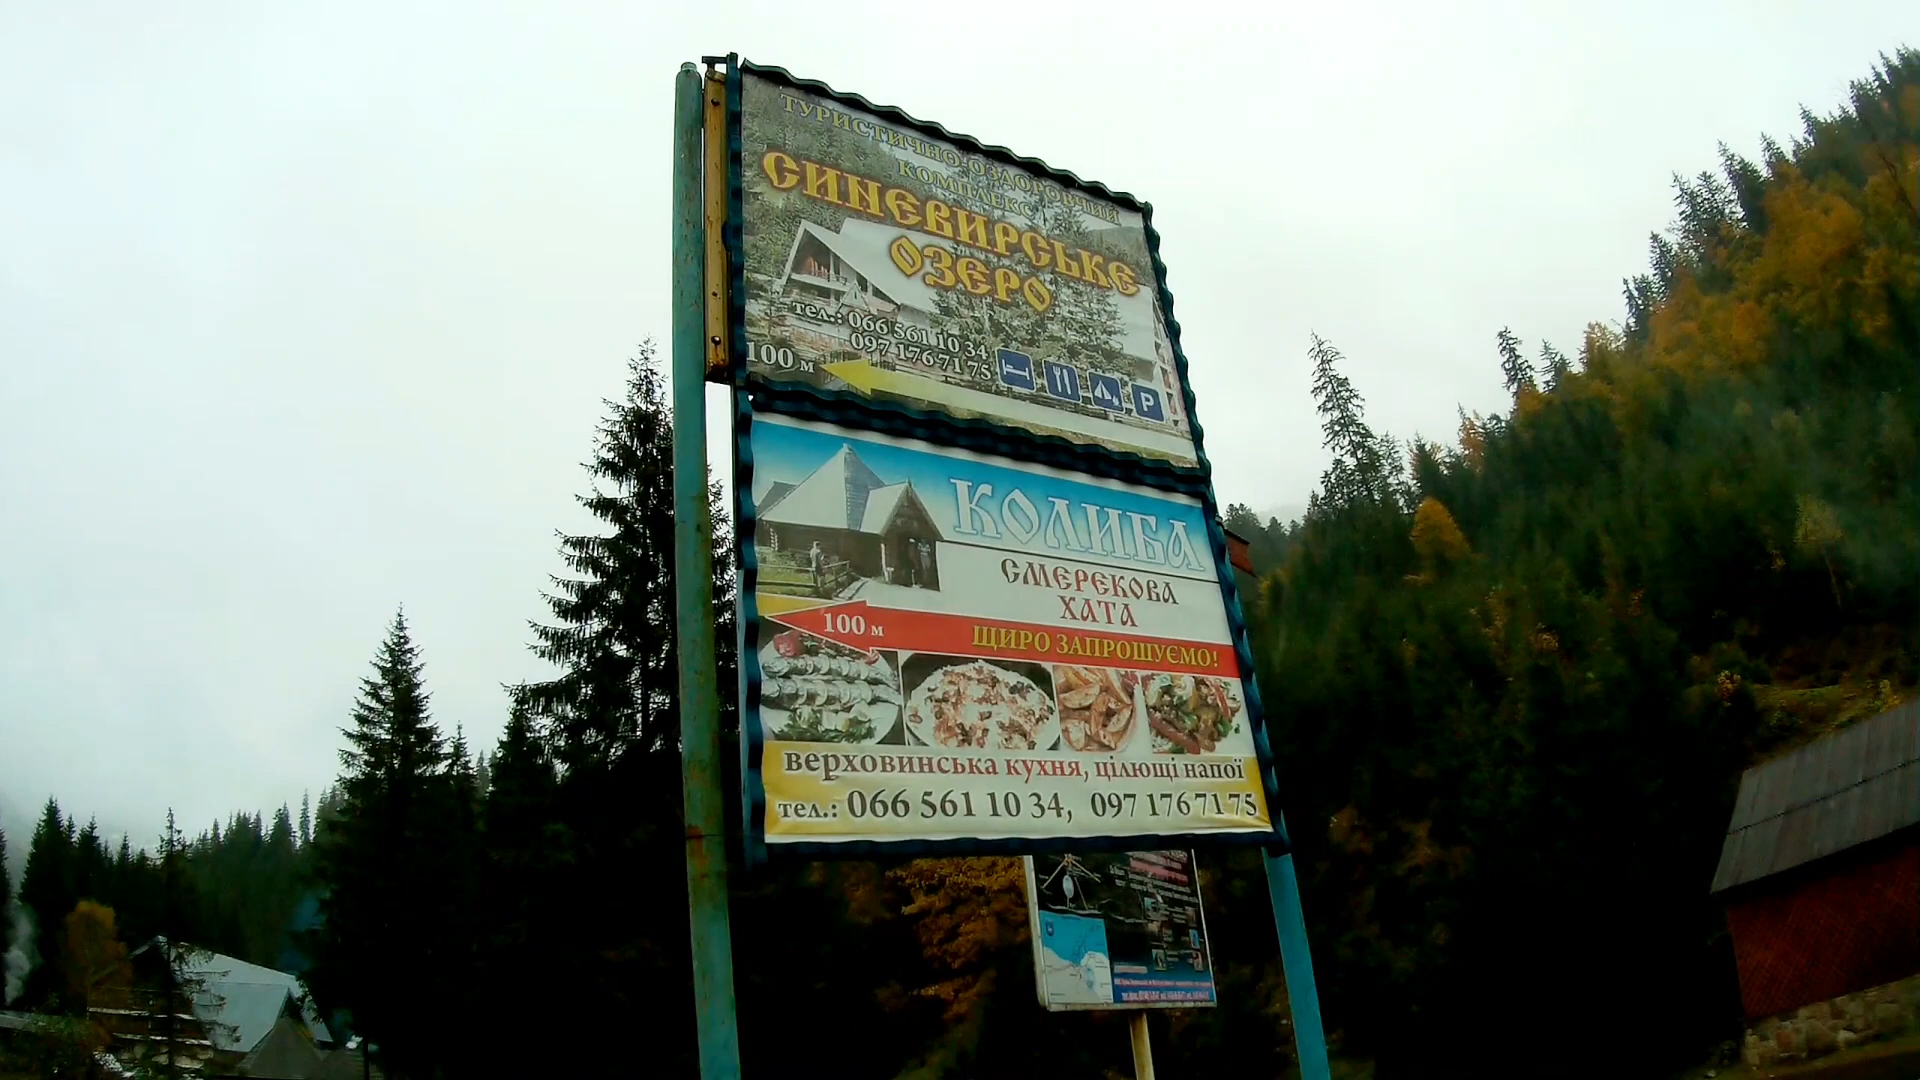 ТУРИСТИЧНО-ОЗДОРОВЧИЙ
КОМПЛЕКС
СИНЕВИРСЬКЕ
ОЗЕРО
тел.: 066 561 10 34
097 176 71 75
100 м
P
КОЛИБА
СМЕРЕКОВА
ХАТА
100 м
ЩИРО ЗАПРОШУЄМО!
верховинська кухня, цілющі напої
тел.: 066 561 10 34, 097 176 71 75